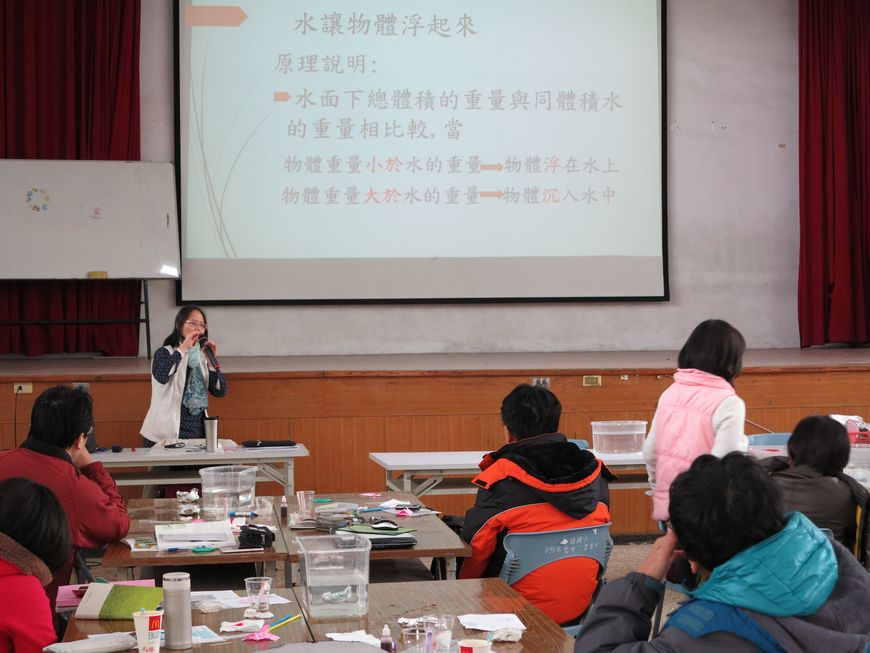 水讓物體浮起來
原理說明：
水面下總體積的重量與同體積水
的重量相比較，當
物體重量小於水的重量 物體浮在水上
物體重量大於水的重量 物體沉入水中